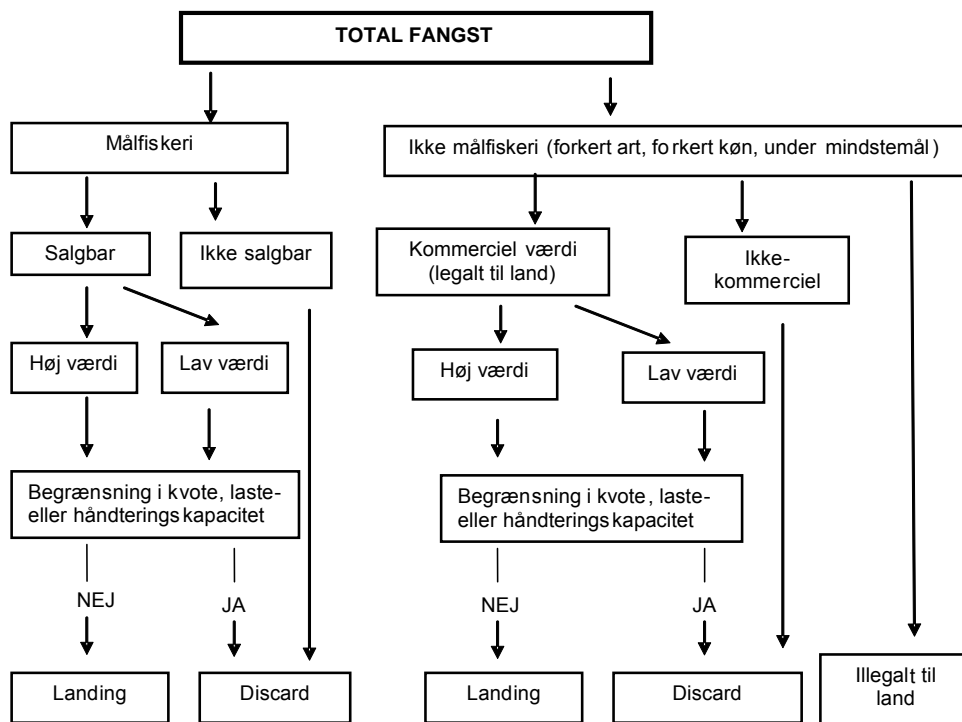 TOTAL FANGST
Målfiskeri
Ikke målfiskeri (forkert art, forkert køn, under mindstemål)
Salgbar
Ikke salgbar
Kommerciel værdi
(legalt til land)
Ikke-
kommerciel
Høj værdi
Lav værdi
Høj værdi
Lav værdi
Begrænsning i kvote, laste-
eller håndteringskapacitet
Begrænsning i kvote, laste-
eller håndteringskapacitet
NEJ
JA
NEJ
JA
Landing
Discard
Landing
Discard
Illegalt til
land